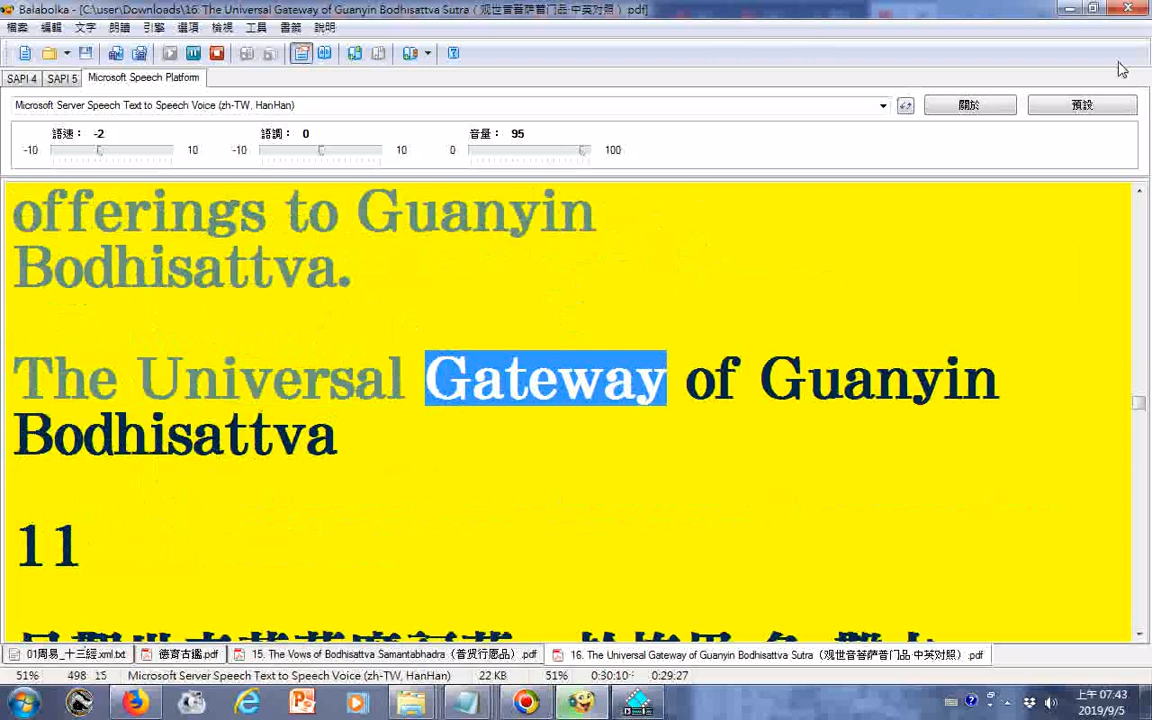 Balabolka - [C:\user\Downloads\16. The Universal Gateway of Guanyin Bodhisattva Sutra（观世音菩萨普门品 中英对照）.pdf]
檔案 編輯 文字 朗讀 引擎 選項 檢視 工具 書籤 說明
SAPI 4 SAPI 5 Microsoft Speech Platform
Microsoft Server Speech Text to Speech Voice (zh-TW, HanHan) 關於 預設
語速： -2 語調： 0 音量： 95
-10 10 -10 10 0 100
offerings to Guanyin
Bodhisattva.
The Universal Gateway of Guanyin
Bodhisattva
11
01周易_十三經.xml.txt 德育古鑑.pdf 15. The Vows of Bodhisattva Samantabhadra（普贤行愿品）.pdf 16. The Universal Gateway of Guanyin Bodhisattva Sutra（观世音菩萨普门品 中英对照）.pdf
51% 498 15 Microsoft Server Speech Text to Speech Voice (zh-TW, HanHan) 22 KB 51% 0:30:10 0:29:27
上午 07:43
2019/9/5